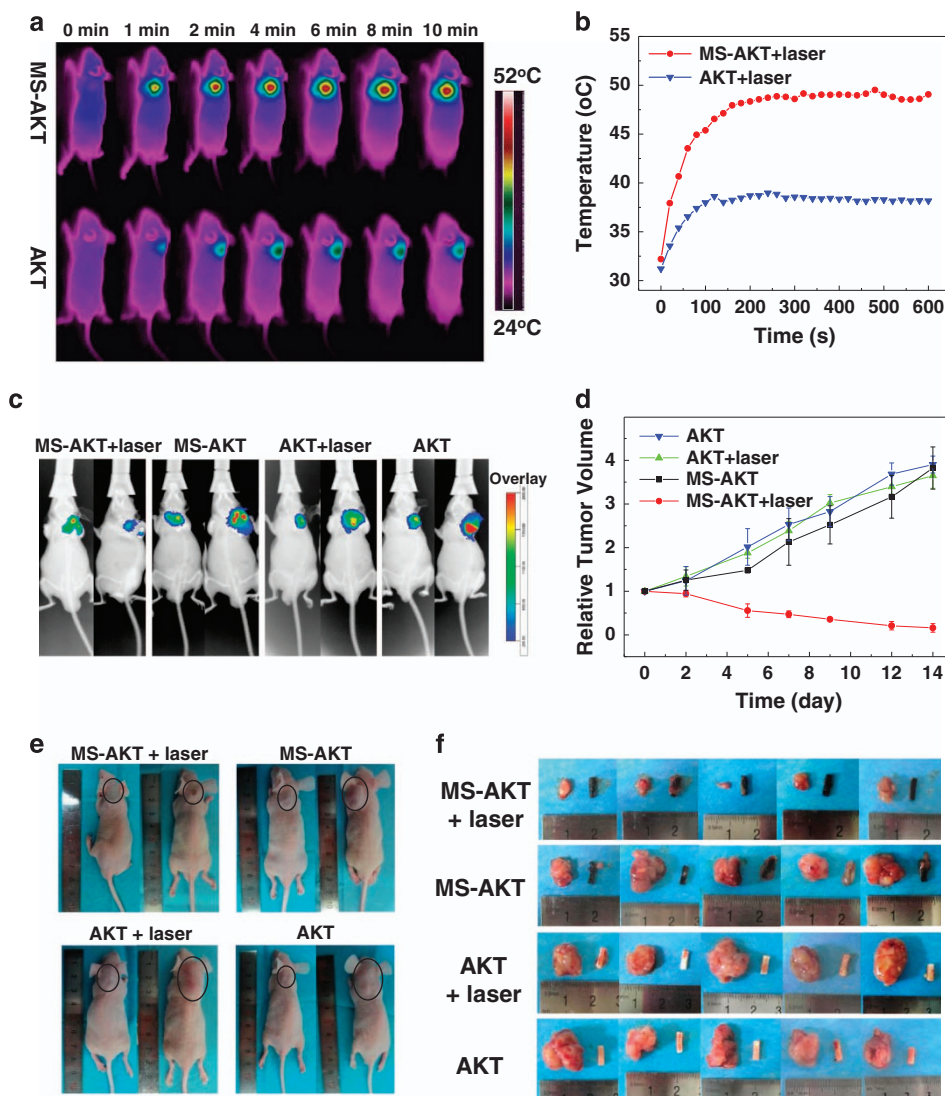 a
0 min 1 min 2 min 4 min 6 min 8 min 10 min
MS-AKT
AKT
52°C
24°C
b
MS-AKT+laser
AKT+laser
Temperature (oC)
55
50
45
40
35
30
0 100 200 300 400 500 600
Time (s)
c
MS-AKT+laser MS-AKT AKT+laser AKT
Overlay
d
AKT
AKT+laser
MS-AKT
MS-AKT+laser
Relative Tumor Volume
5
4
3
2
1
0
0 2 4 6 8 10 12 14
Time (day)
e
MS-AKT + laser MS-AKT
AKT + laser AKT
f
MS-AKT
+ laser
MS-AKT
AKT
+ laser
AKT